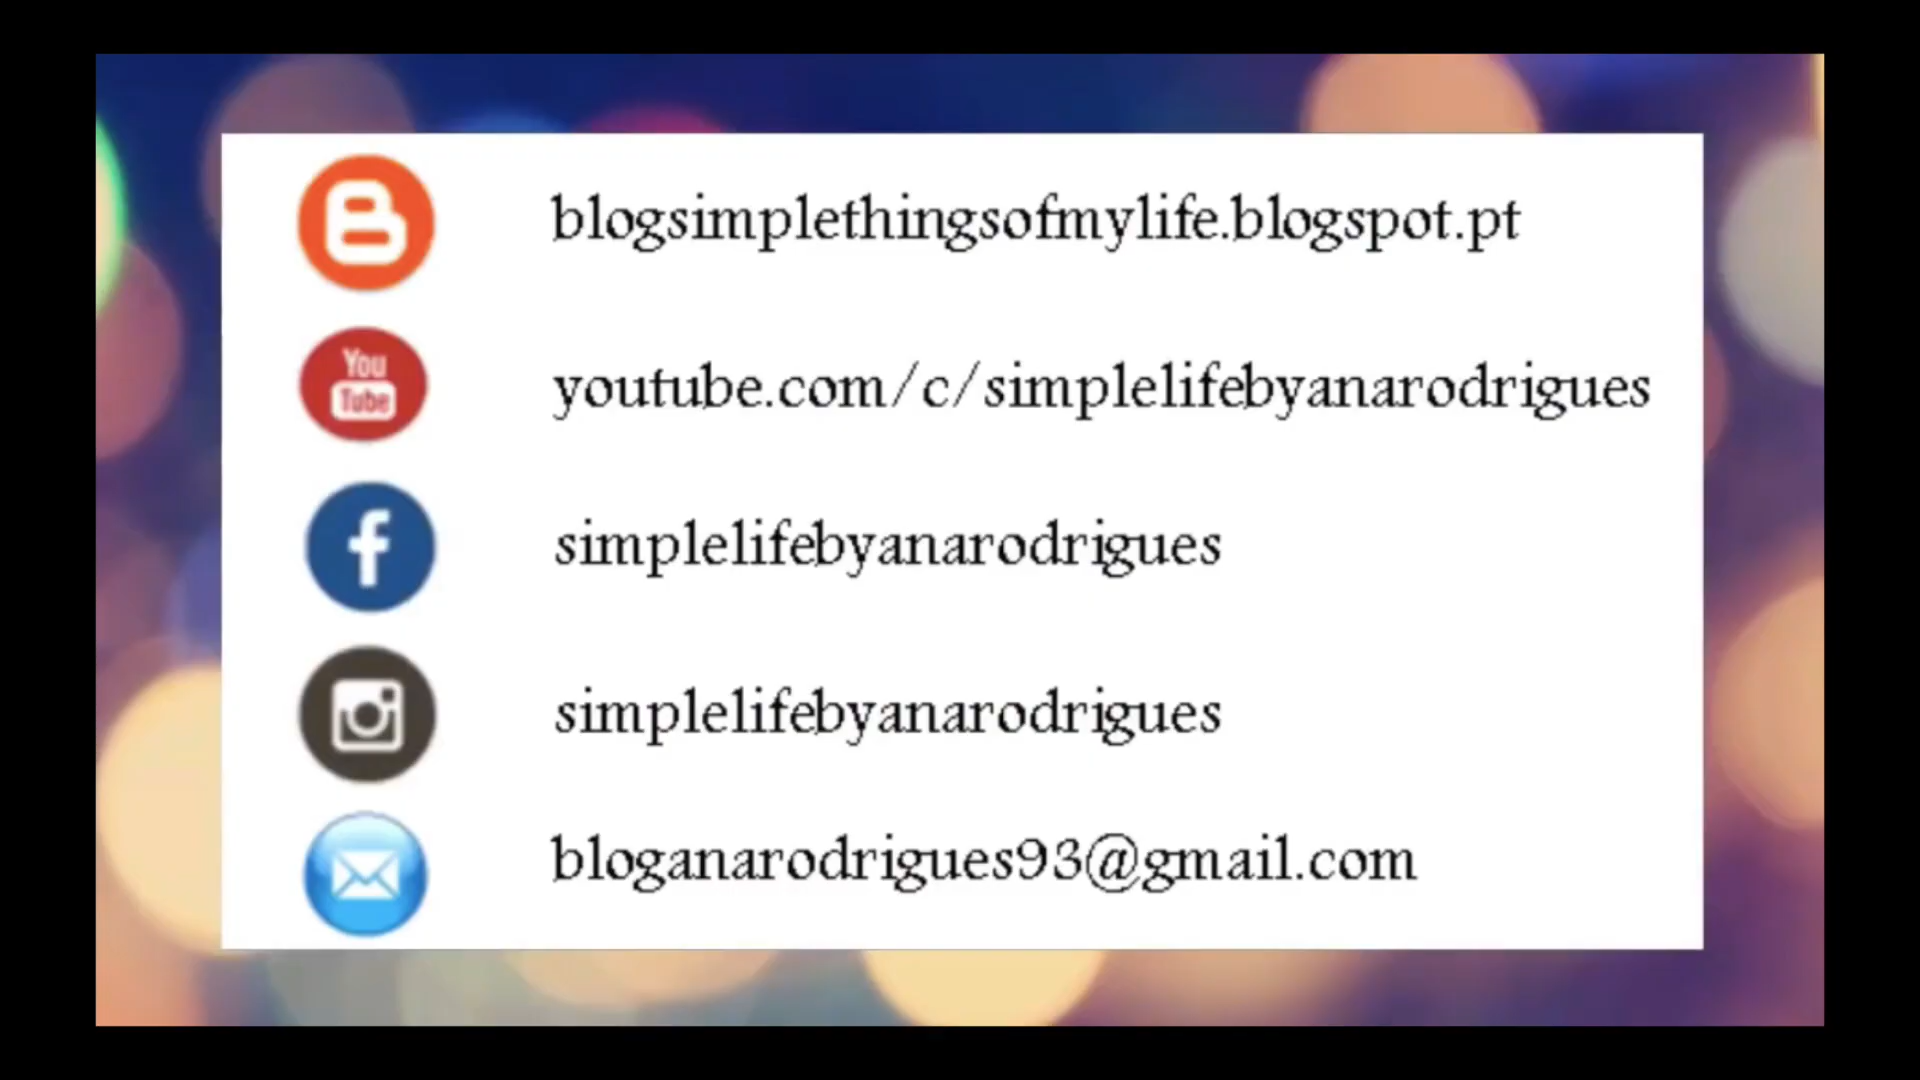 blogsimplethingsofmylife.blogspot.pt
You
Tube
youtube.com/c/simplelifebyanarodrigues
simplelifebyanarodrigues
simplelifebyanarodrigues
bloganarodrigues93@gmail.com